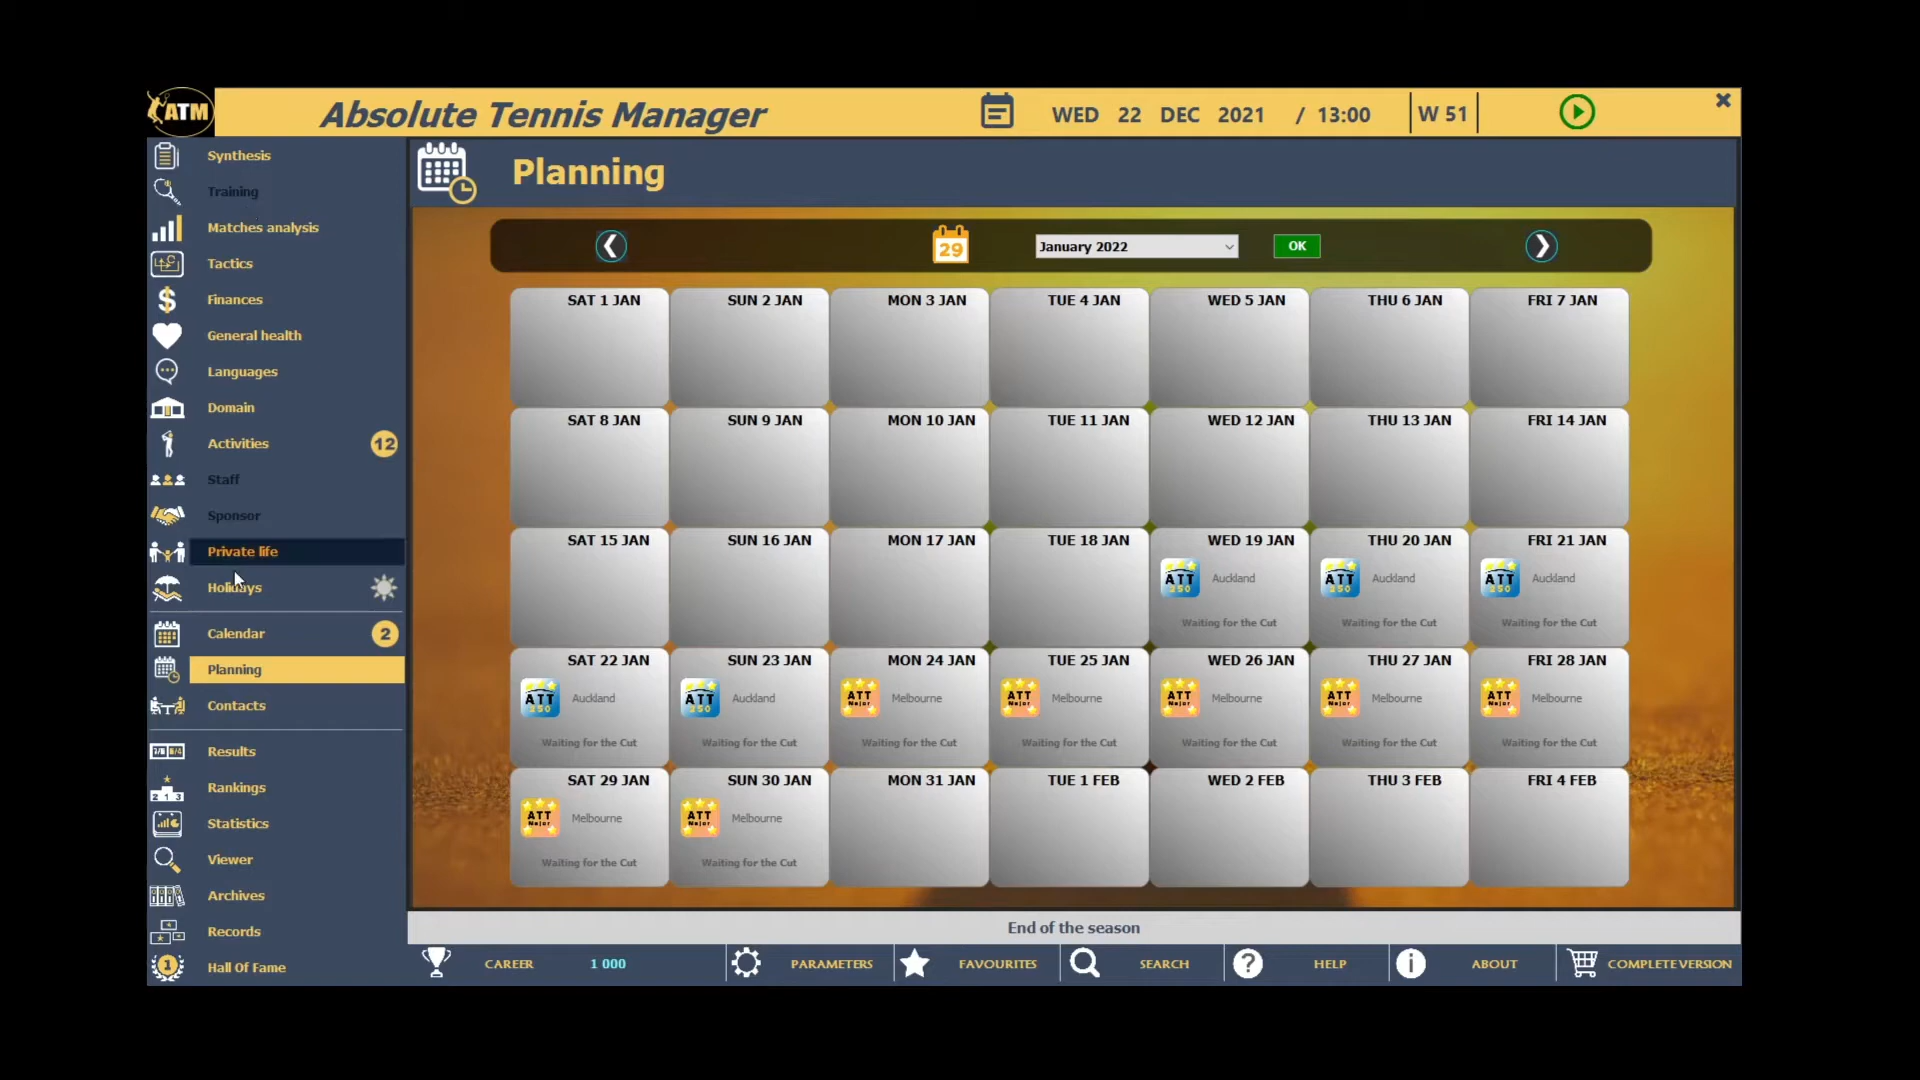 ATM
Absolute Tennis Manager
WED 22 DEC 2021 / 13:00
W 51
Synthesis
Training
Matches analysis
Tactics
Finances
General health
Languages
Domain
Activities 12
Staff
Sponsor
Private life
Holidays
Calendar 2
Planning
Contacts
Results
Rankings
Statistics
Viewer
Archives
Records
Hall Of Fame
Planning
29 January 2022 OK
SAT 1 JAN SUN 2 JAN MON 3 JAN TUE 4 JAN WED 5 JAN THU 6 JAN FRI 7 JAN
SAT 8 JAN SUN 9 JAN MON 10 JAN TUE 11 JAN WED 12 JAN THU 13 JAN FRI 14 JAN
SAT 15 JAN SUN 16 JAN MON 17 JAN TUE 18 JAN WED 19 JAN THU 20 JAN FRI 21 JAN
ATT 250 Auckland ATT 250 Auckland ATT 250 Auckland
Waiting for the Cut Waiting for the Cut Waiting for the Cut
SAT 22 JAN SUN 23 JAN MON 24 JAN TUE 25 JAN WED 26 JAN THU 27 JAN FRI 28 JAN
ATT 250 Auckland ATT 250 Auckland ATT Major Melbourne ATT Major Melbourne ATT Major Melbourne ATT Major Melbourne ATT Major Melbourne
Waiting for the Cut Waiting for the Cut Waiting for the Cut Waiting for the Cut Waiting for the Cut Waiting for the Cut Waiting for the Cut
SAT 29 JAN SUN 30 JAN MON 31 JAN TUE 1 FEB WED 2 FEB THU 3 FEB FRI 4 FEB
ATT Major Melbourne ATT Major Melbourne
Waiting for the Cut Waiting for the Cut
End of the season
CAREER 1 000 PARAMETERS FAVOURITES SEARCH HELP ABOUT COMPLETE VERSION